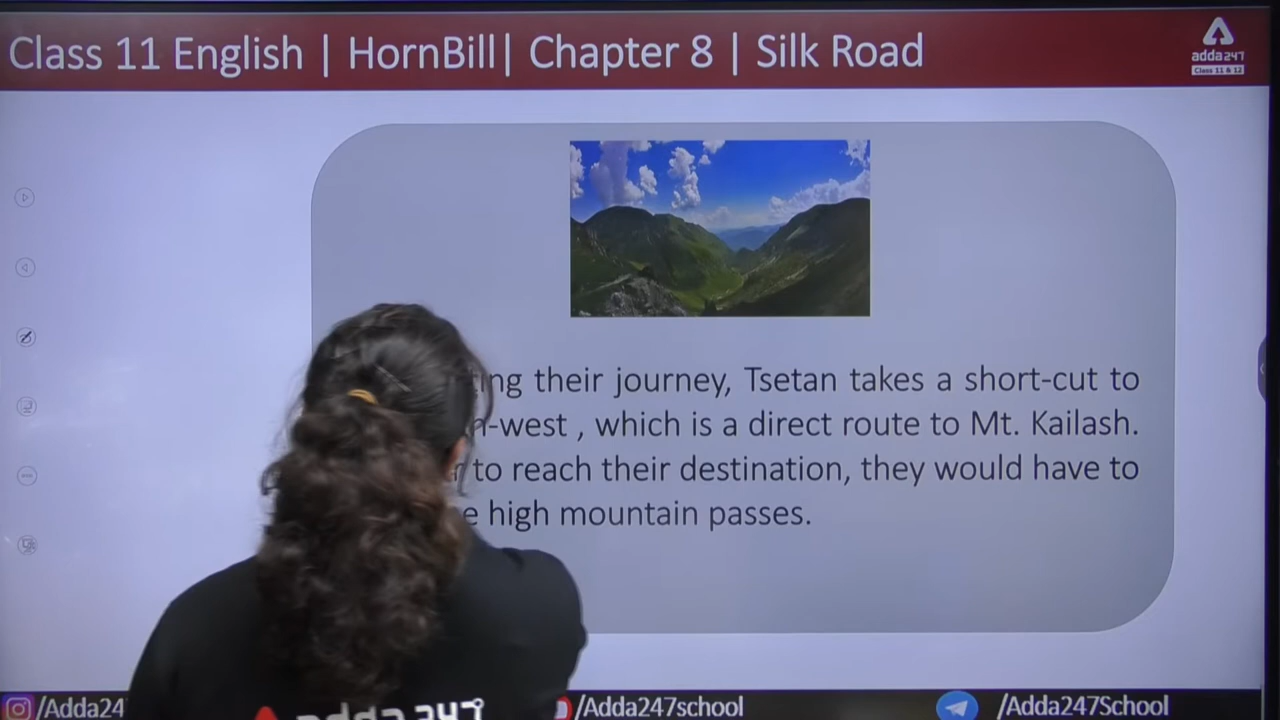 Class 11 English | HornBill| Chapter 8 | Silk Road
adda247
Class 11 & 12
their journey, Tsetan takes a short-cut to
-west , which is a direct route to Mt. Kailash.
to reach their destination, they would have to
high mountain passes.
/Adda24
adda247
/Adda247school
/Adda247School